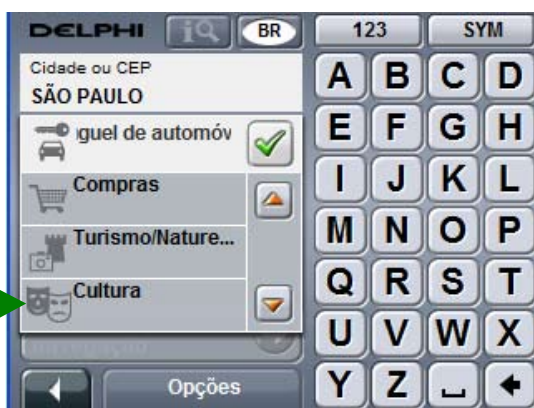 DELPHI BR 123 SYM
Cidade ou CEP
SÃO PAULO
guel de automóv
Compras
Turismo/Nature...
Cultura
Opções
A B C D
E F G H
I J K L
M N O P
Q R S T
U V W X
Y Z